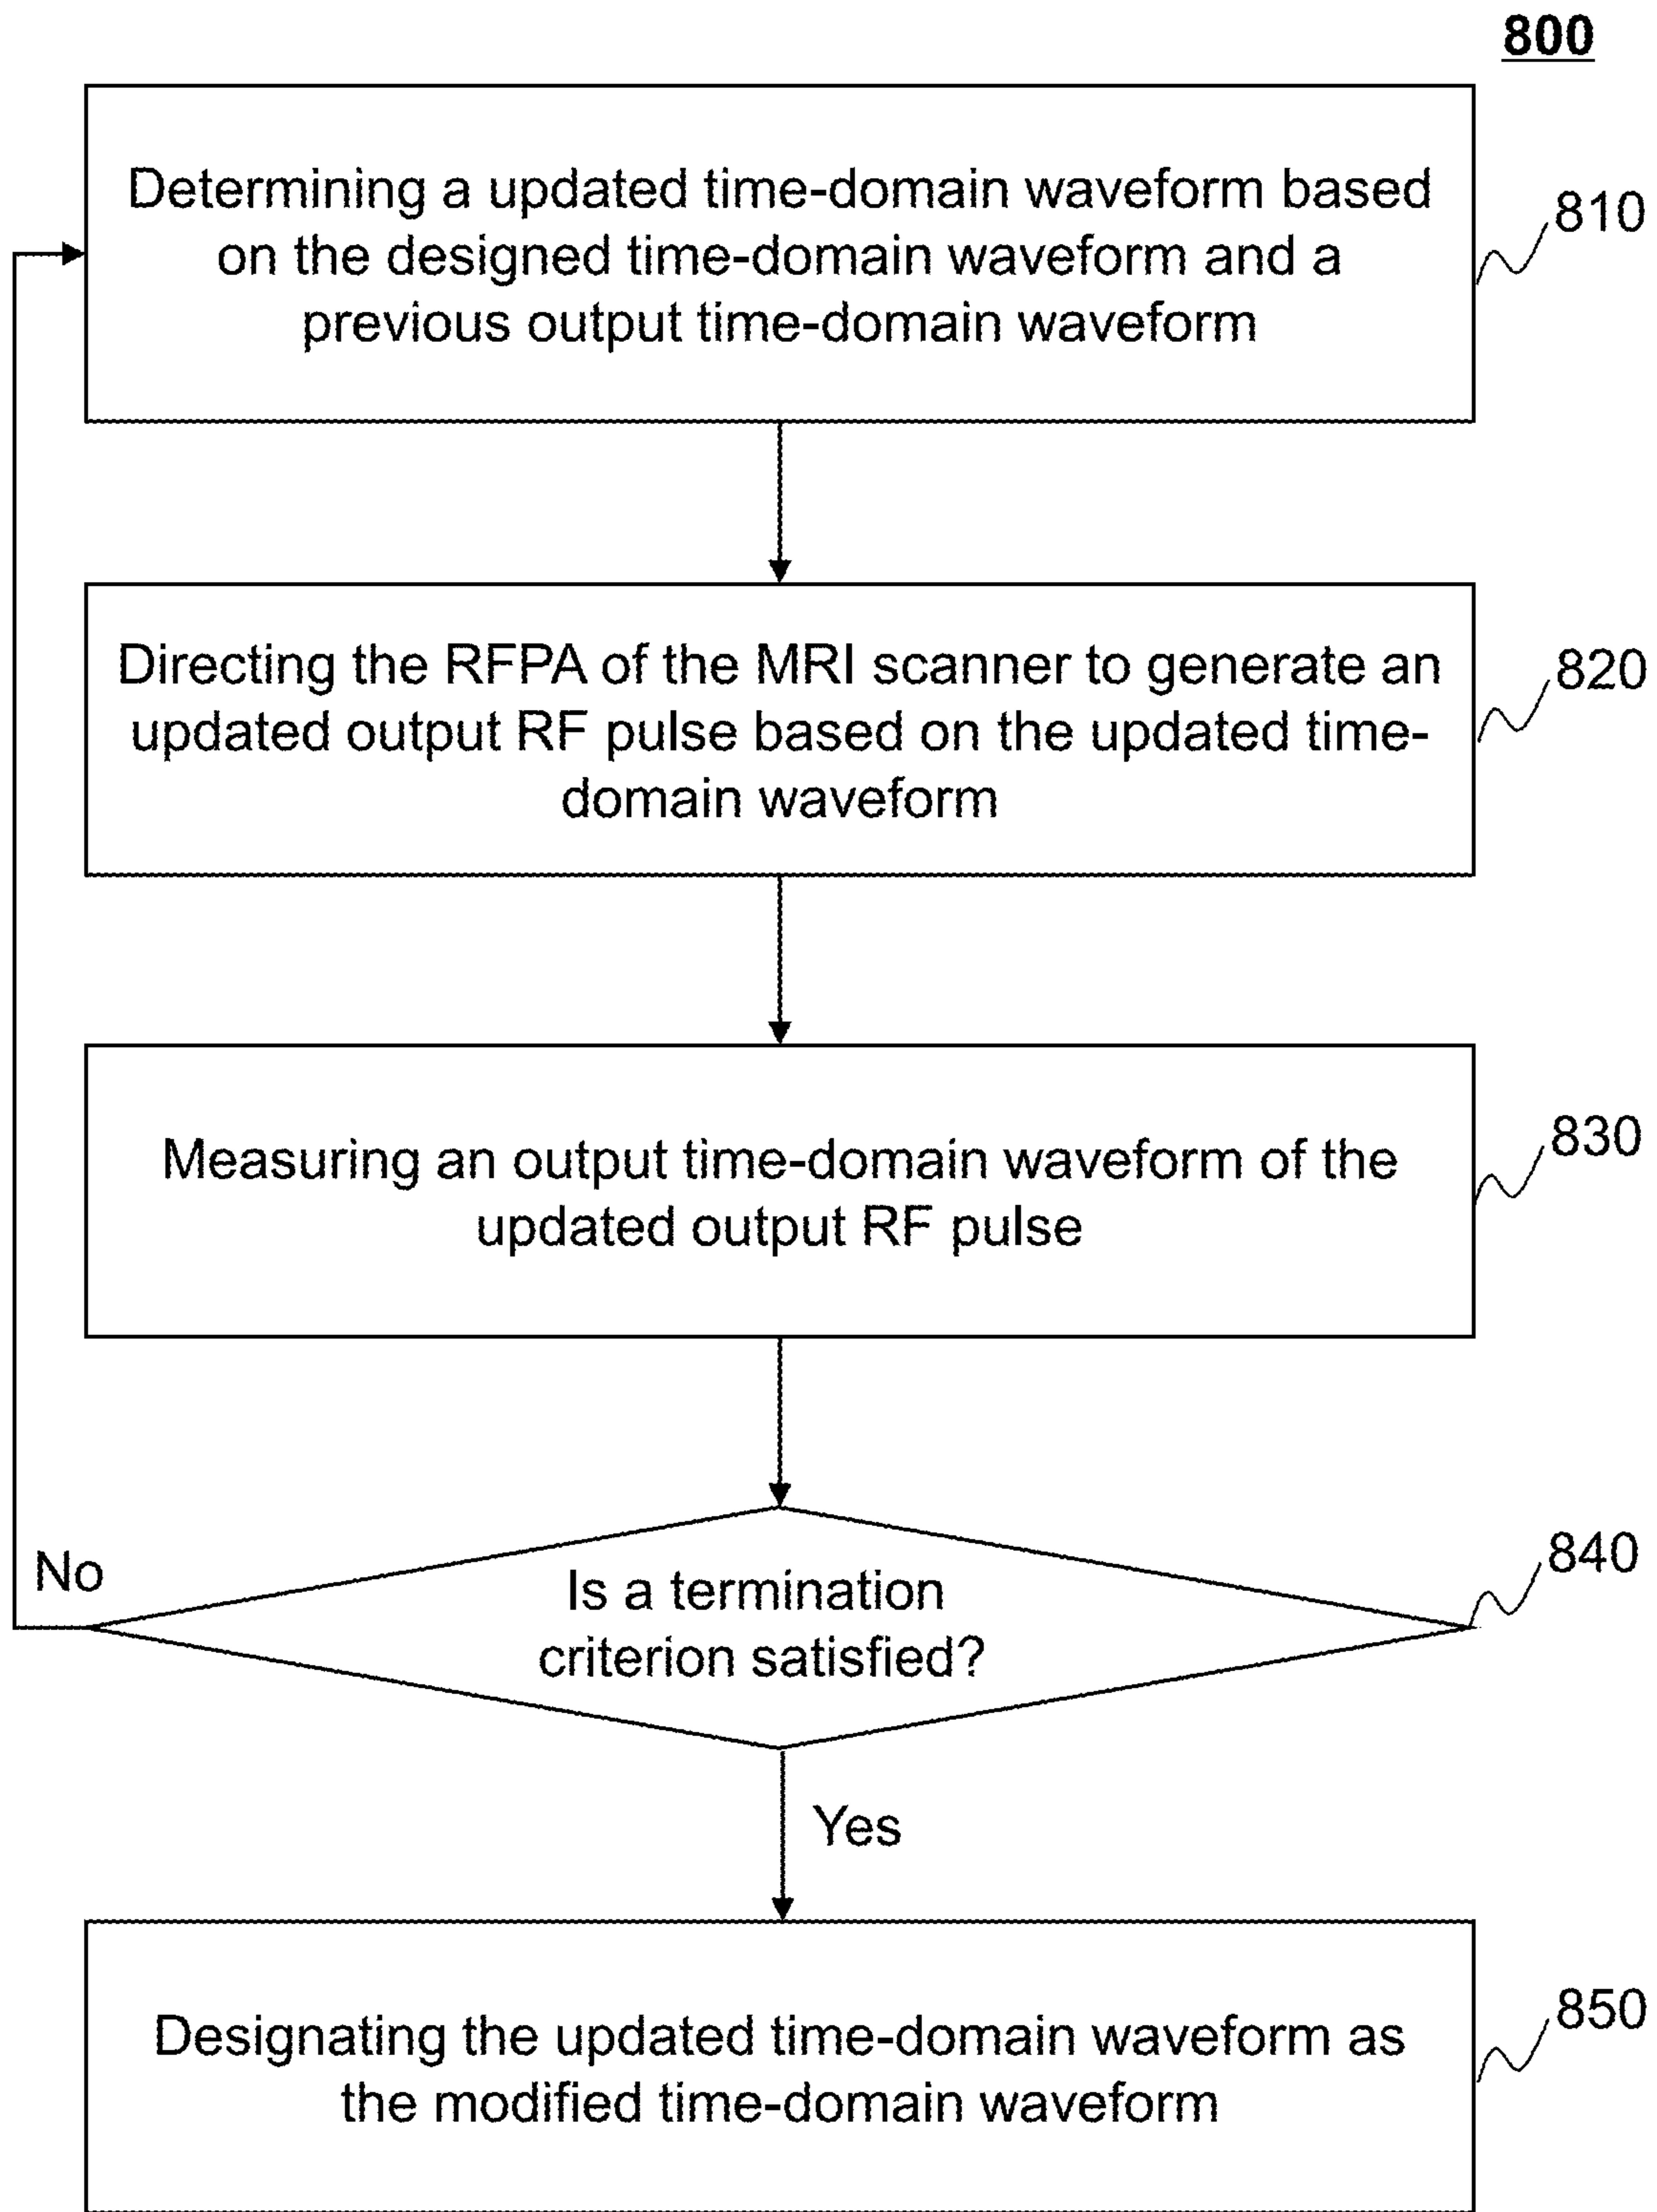 800
Determining a updated time-domain waveform based
on the designed time-domain waveform and a
previous output time-domain waveform
810
Directing the RFPA of the MRI scanner to generate an
updated output RF pulse based on the updated time-
domain waveform
820
Measuring an output time-domain waveform of the
updated output RF pulse
830
No
Is a termination
criterion satisfied?
840
Yes
Designating the updated time-domain waveform as
the modified time-domain waveform
850